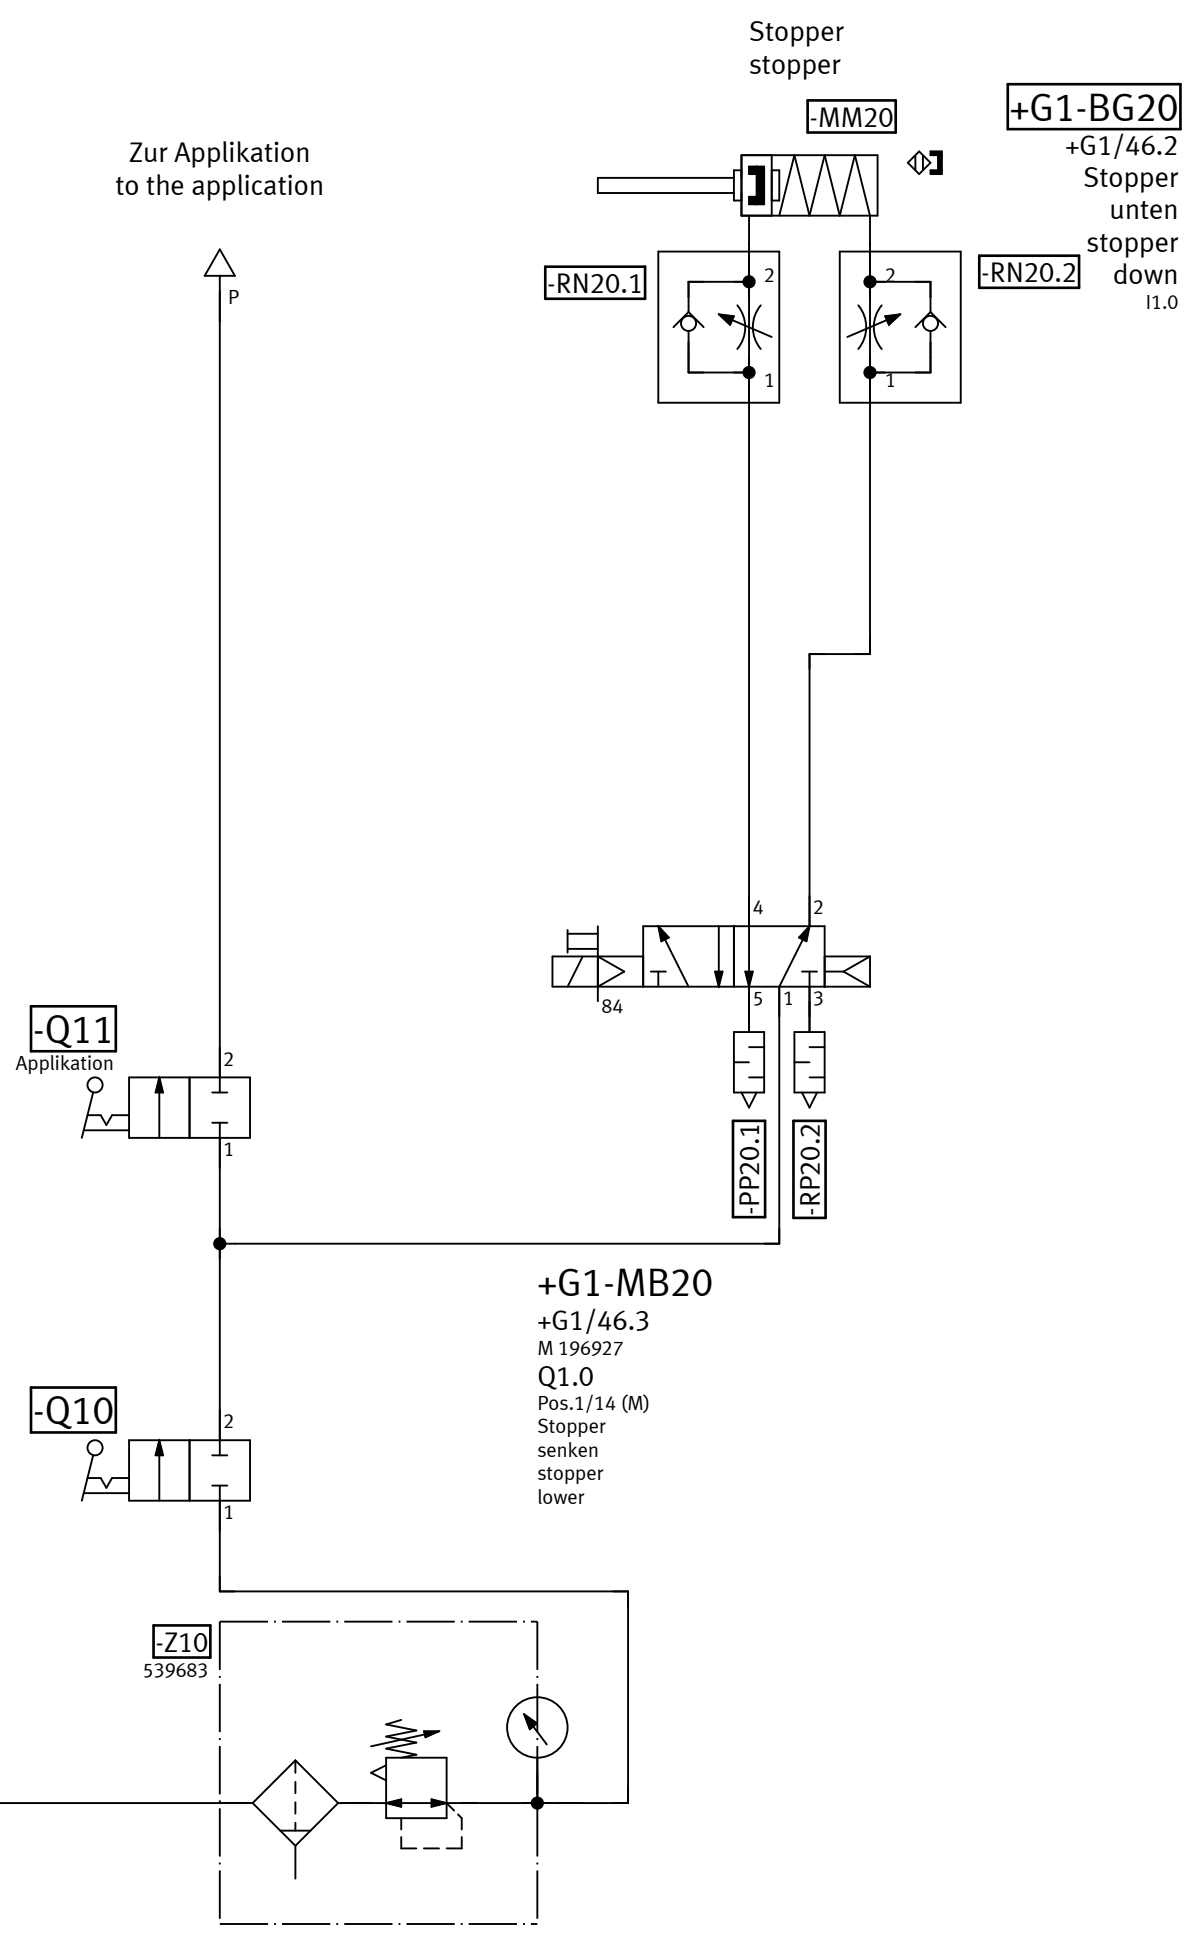 Stopper
stopper
-MM20
+G1-BG20
+G1/46.2
Stopper
unten
stopper
down
I1.0
Zur Applikation
to the application
P
-RN20.1
2
1
2
1
-RN20.2
4
2
84
5
1
3
-Q11
Applikation
2
1
-PP20.1
-RP20.2
+G1-MB20
+G1/46.3
M 196927
Q1.0
Pos.1/14 (M)
Stopper
senken
stopper
lower
-Q10
2
1
-Z10
539683